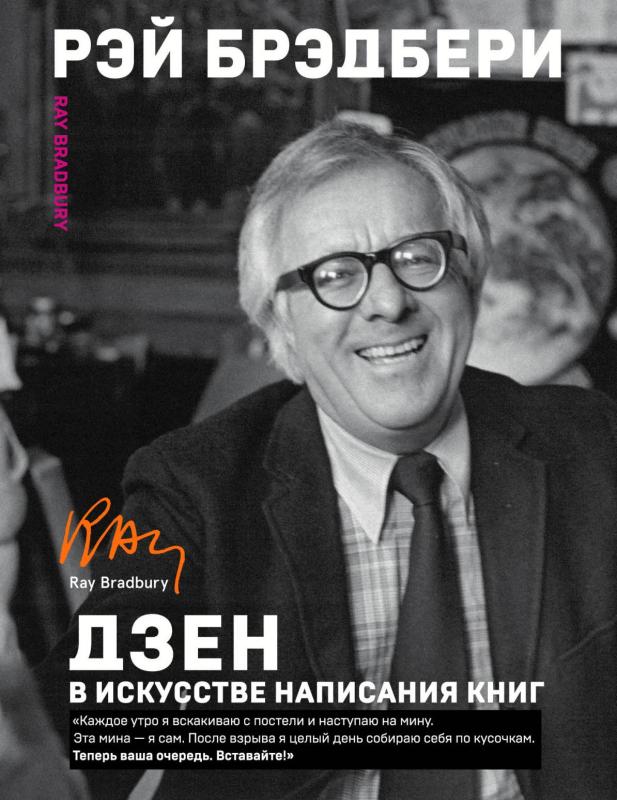 РЭЙ БРЭДБЕРИ
RAY BRADBURY
RAY
Ray Bradbury
ДЗЕН
В ИСКУССТВЕ НАПИСАНИЯ КНИГ
«Каждое утро я вскакиваю с постели и наступаю на мину.
Эта мина — я сам. После взрыва я целый день собираю себя по кусочкам.
Теперь ваша очередь. Вставайте!»